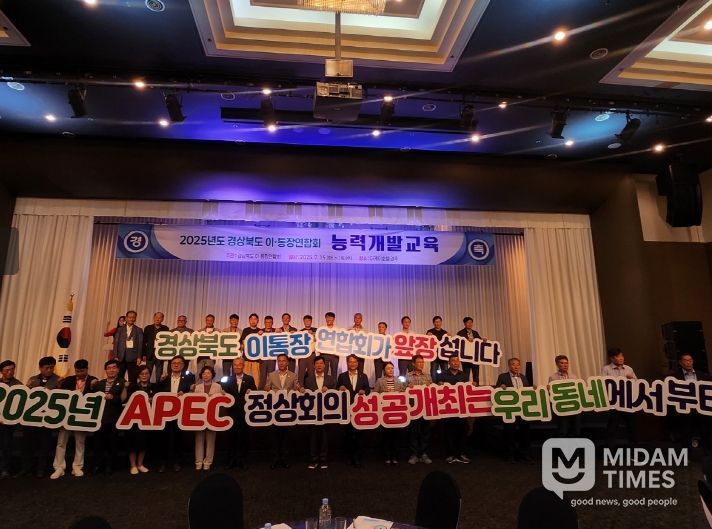 경 2025년도 경상북도 이·통장연합회 능력개발교육 축
경상북도 이통장 연합회가 앞장 섭니다
2025년 APEC 정상회의 성공개최는 우리 동네에서 부터
MIDAM
TIMES
good news, good people